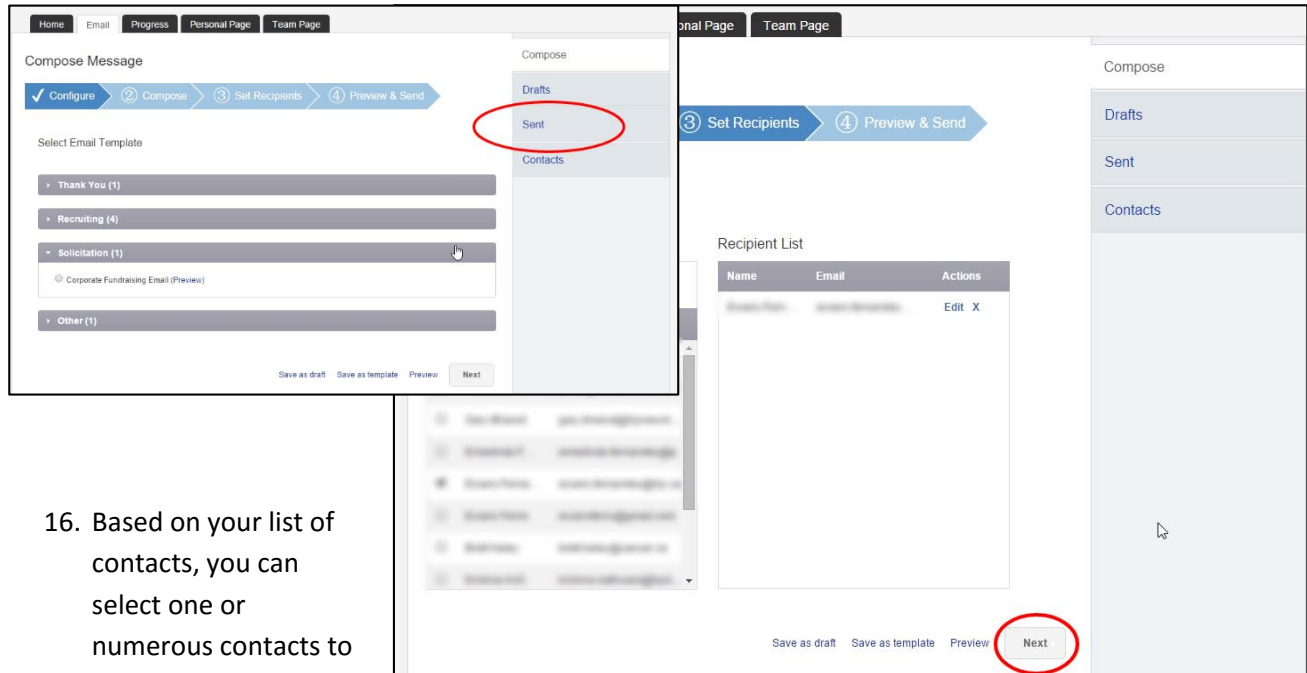 Home Email Progress Personal Page Team Page
Compose Message
Configure ② Compose ③ Set Recipients ④ Preview & Send
Select Email Template
Thank You (1)
Recruiting (4)
Solicitation (1)
Corporate Fundraising Email (Preview)
Other (1)
Save as draft Save as template Preview Next
Compose
Drafts
Sent
Contacts
onal Page Team Page
③ Set Recipients ④ Preview & Send
Recipient List
Name Email Actions
Edit X
Save as draft Save as template Preview Next
Compose
Drafts
Sent
Contacts
16. Based on your list of
contacts, you can
select one or
numerous contacts to